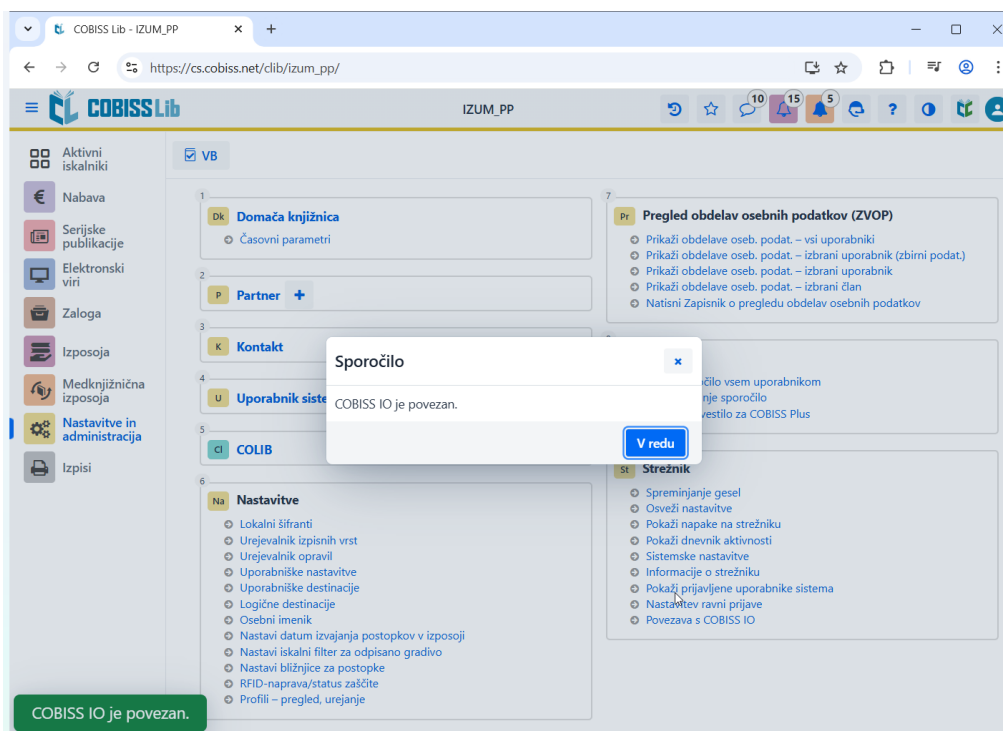 COBISS Lib - IZUM_PP
https://cs.cobiss.net/clib/izum_pp/
COBISS Lib
IZUM_PP
10
15
5
?
Aktivni
iskalniki
Nabava
Serijske
publikacije
Elektronski
viri
Zaloga
Izposoja
Medknjižnična
izposoja
Nastavitve in
administracija
Izpisi
VB
1
Dk Domača knjižnica
Časovni parametri
2
P Partner +
3
K Kontakt
4
U Uporabnik siste
5
Cl COLIB
6
Na Nastavitve
Lokalni šifranti
Urejevalnik izpisnih vrst
Urejevalnik opravil
Uporabniške nastavitve
Uporabniške destinacije
Logične destinacije
Osebni imenik
Nastavi datum izvajanja postopkov v izposoji
Nastavi iskalni filter za odpisano gradivo
Nastavi bližnjice za postopke
RFID-naprava/status zaščite
Profili – pregled, urejanje
7
Pr Pregled obdelav osebnih podatkov (ZVOP)
Prikaži obdelave oseb. podat. – vsi uporabniki
Prikaži obdelave oseb. podat. – izbrani uporabnik (zbirni podat.)
Prikaži obdelave oseb. podat. – izbrani uporabnik
Prikaži obdelave oseb. podat. – izbrani član
Natisni Zapisnik o pregledu obdelav osebnih podatkov
čilo vsem uporabnikom
nje sporočilo
vestilo za COBISS Plus
St Strežnik
Spreminjanje gesel
Osveži nastavitve
Pokaži napake na strežniku
Pokaži dnevnik aktivnosti
Sistemske nastavitve
Informacije o strežniku
Pokaži prijavljene uporabnike sistema
Nastavitev ravni prijave
Povezava s COBISS IO
Sporočilo
COBISS IO je povezan.
V redu
COBISS IO je povezan.